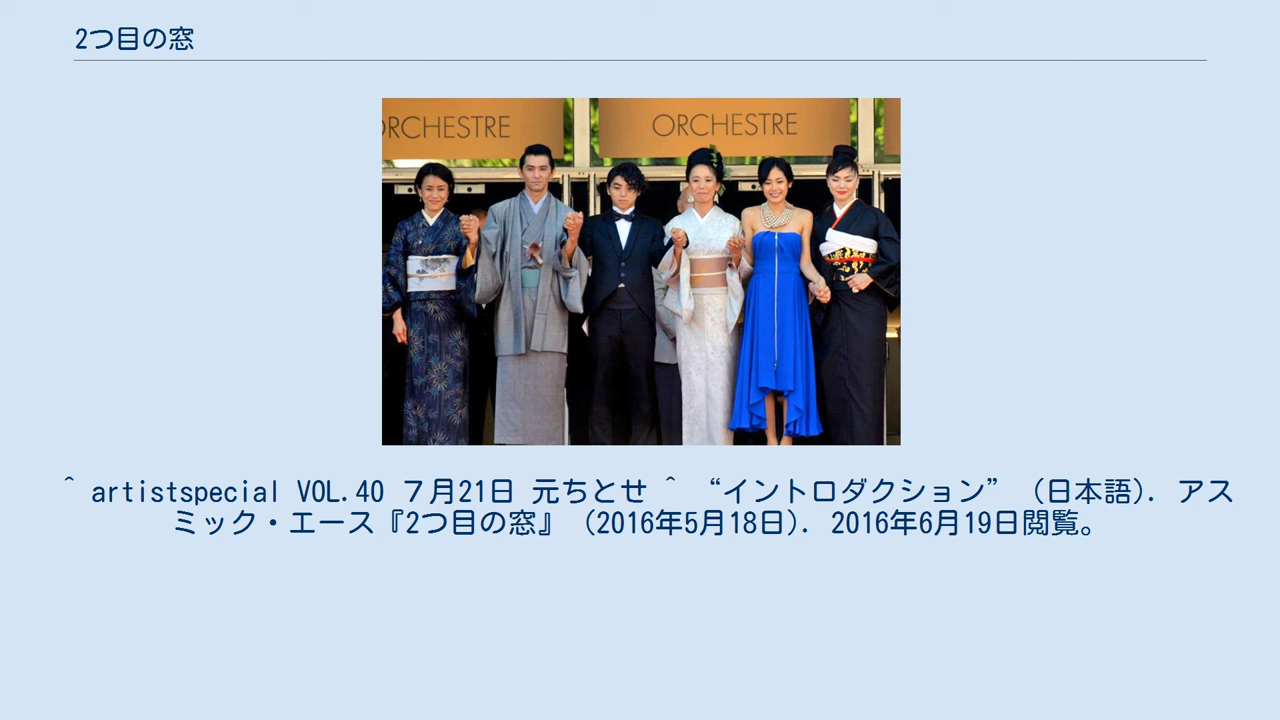 2つ目の窓
ORCHESTRE
ORCHESTRE
^ artistspecial VOL.40 ７月21日 元ちとせ ^ “イントロダクション” (日本語). アス
ミック・エース『2つ目の窓』 (2016年5月18日). 2016年6月19日閲覧。